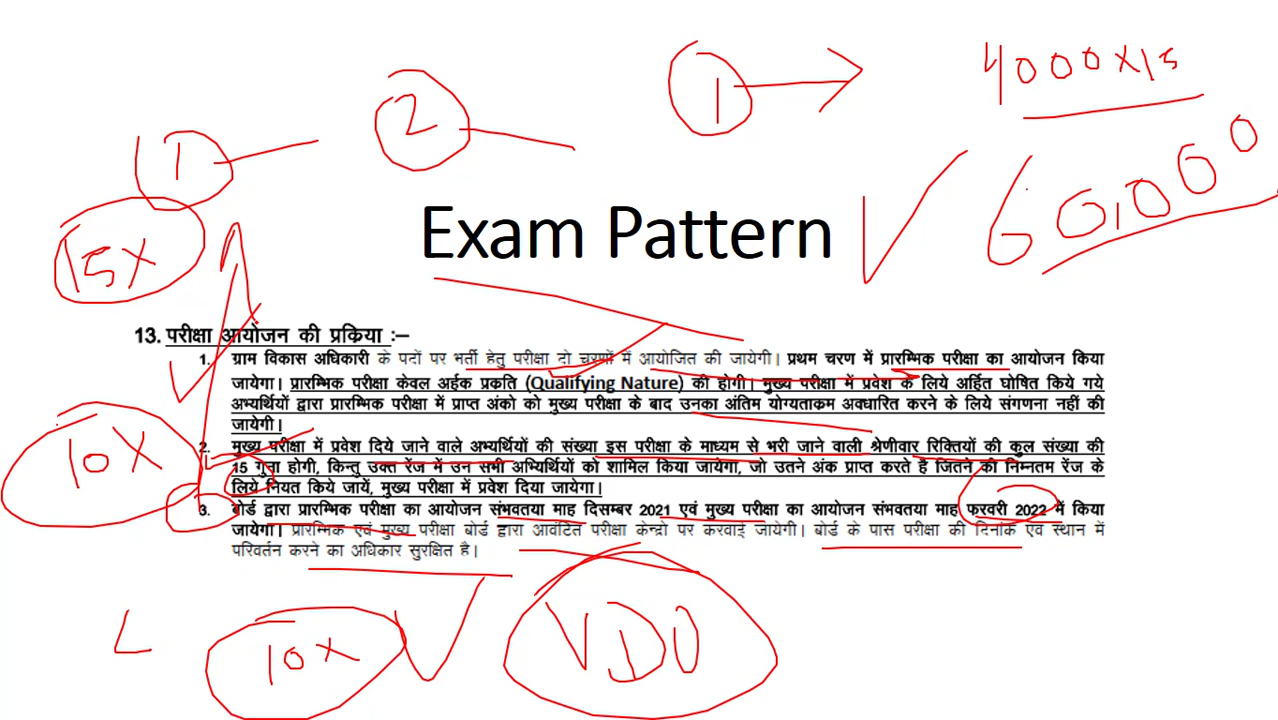 4000X15
2
1
1
60,000
15X
Exam Pattern
13. परीक्षा आयोजन की प्रक्रिया :–
1. ग्राम विकास अधिकारी के पदों पर भर्ती हेतु परीक्षा दो चरणों में आयोजित की जायेगी। प्रथम चरण में प्रारम्भिक परीक्षा का आयोजन किया
जायेगा। प्रारम्भिक परीक्षा केवल अर्हक प्रकृति (Qualifying Nature) की होगी। मुख्य परीक्षा में प्रवेश के लिये अर्हित घोषित किये गये
अभ्यर्थियों द्वारा प्रारम्भिक परीक्षा में प्राप्त अंको को मुख्य परीक्षा के बाद उनका अंतिम योग्यताक्रम अवधारित करने के लिये संगणना नहीं की
जायेगी।
10X
2. मुख्य परीक्षा में प्रवेश दिये जाने वाले अभ्यर्थियों की संख्या इस परीक्षा के माध्यम से भरी जाने वाली श्रेणीवार रिक्तियों की कुल संख्या की
15 गुना होगी, किन्तु उक्त रेंज में उन सभी अभ्यिर्थियों को शामिल किया जायेगा, जो उतने अंक प्राप्त करते है जितने की निम्नतम रेंज के
लिये नियत किये जायें, मुख्य परीक्षा में प्रवेश दिया जायेगा।
3. बोर्ड द्वारा प्रारम्भिक परीक्षा का आयोजन संभवतया माह दिसम्बर 2021 एवं मुख्य परीक्षा का आयोजन संभवतया माह फरवरी 2022 में किया
जायेगा। प्रारम्भिक एवं मुख्य परीक्षा बोर्ड द्वारा आवंटित परीक्षा केन्द्रो पर करवाई जायेगी। बोर्ड के पास परीक्षा की दिनांक एव स्थान में
परिवर्तन करने का अधिकार सुरक्षित है।
10X
VDO